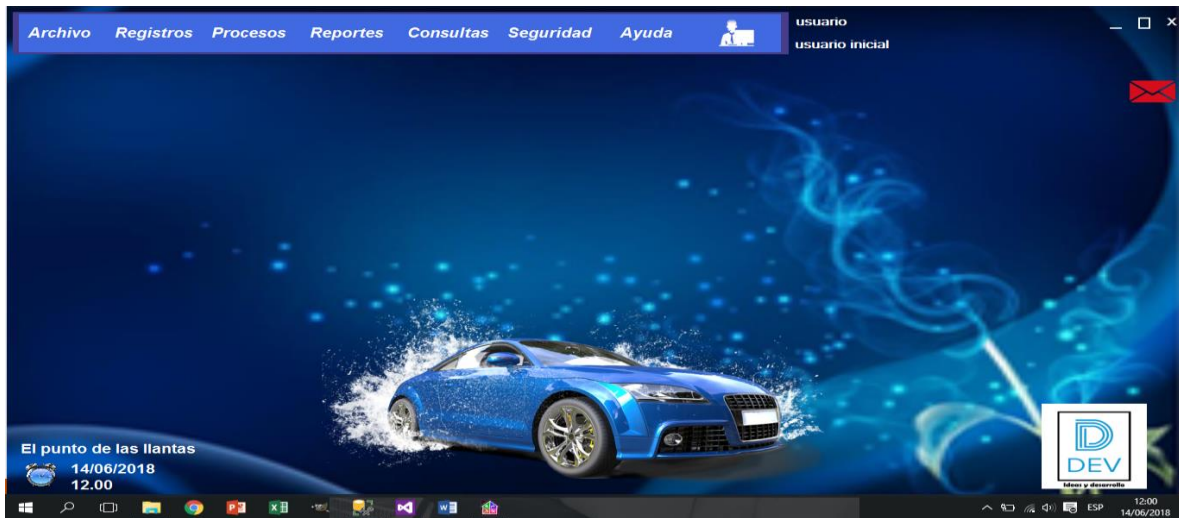 Archivo Registros Procesos Reportes Consultas Seguridad Ayuda
usuario
usuario inicial
El punto de las llantas
14/06/2018
12.00
DEV
Ideas y desarrollo
ESP
12:00
14/06/2018